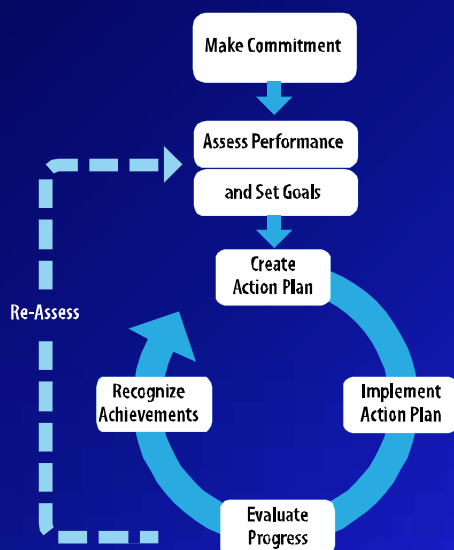 Make Commitment
Assess Performance
and Set Goals
Create
Action Plan
Re-Assess
Recognize
Achievements
Implement
Action Plan
Evaluate
Progress